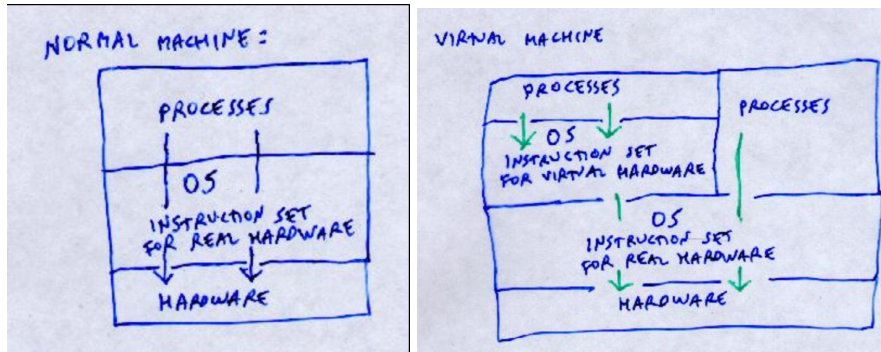 NORMAL MACHINE:
PROCESSES
OS
INSTRUCTION SET
FOR REAL HARDWARE
HARDWARE
VIRTUAL MACHINE
PROCESSES
OS
INSTRUCTION SET
FOR VIRTUAL HARDWARE
PROCESSES
OS
INSTRUCTION SET
FOR REAL HARDWARE
HARDWARE